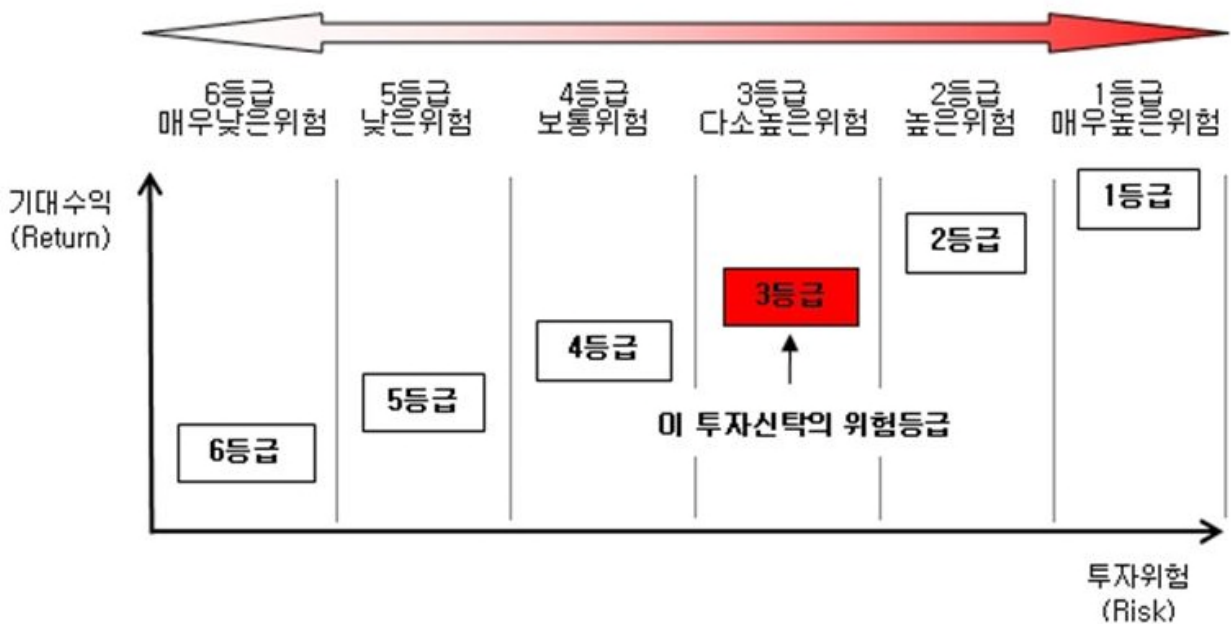 6등급 5등급 4등급 3등급 2등급 1등급
매우낮은위험 낮은위험 보통위험 다소높은위험 높은위험 매우높은위험
기대수익
(Return)
1등급
2등급
3등급
4등급
5등급
이 투자신탁의 위험등급
6등급
투자위험
(Risk)